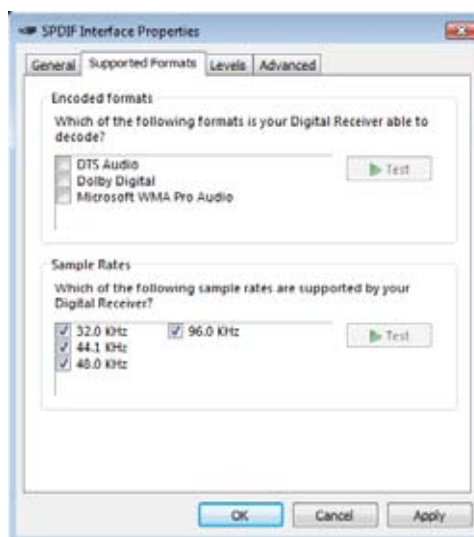 SPDIF Interface Properties
General Supported Formats Levels Advanced
Encoded formats
Which of the following formats is your Digital Receiver able to
decode?
DTS Audio
Dolby Digital
Microsoft WMA Pro Audio
Test
Sample Rates
Which of the following sample rates are supported by your
Digital Receiver?
32.0 KHz 96.0 KHz
44.1 KHz
48.0 KHz
Test
OK Cancel Apply